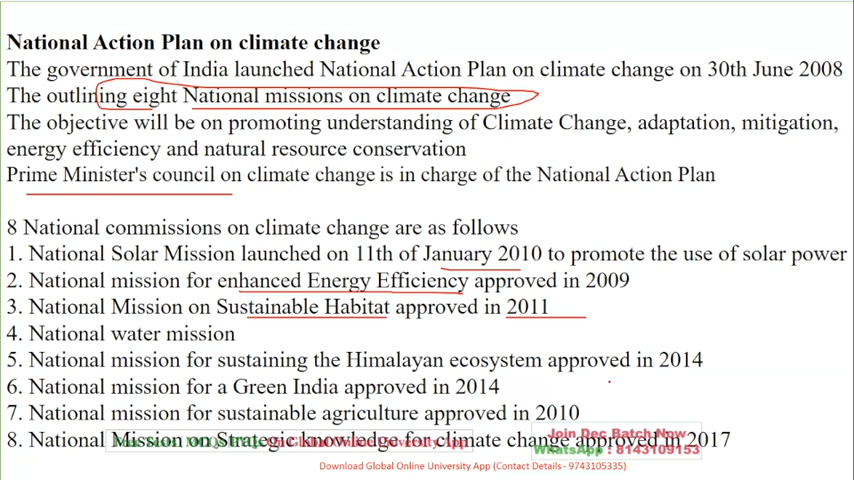 National Action Plan on climate change
The government of India launched National Action Plan on climate change on 30th June 2008
The outlining eight National missions on climate change
The objective will be on promoting understanding of Climate Change, adaptation, mitigation,
energy efficiency and natural resource conservation
Prime Minister's council on climate change is in charge of the National Action Plan
8 National commissions on climate change are as follows
1. National Solar Mission launched on 11th of January 2010 to promote the use of solar power
2. National mission for enhanced Energy Efficiency approved in 2009
3. National Mission on Sustainable Habitat approved in 2011
4. National water mission
5. National mission for sustaining the Himalayan ecosystem approved in 2014
6. National mission for a Green India approved in 2014
7. National mission for sustainable agriculture approved in 2010
8. National Mission on Strategic knowledge for climate change approved in 2017
Global Online University App
Join Dec Batch Now
WhatsApp : 8143109153
Download Global Online University App (Contact Details - 9743105335)